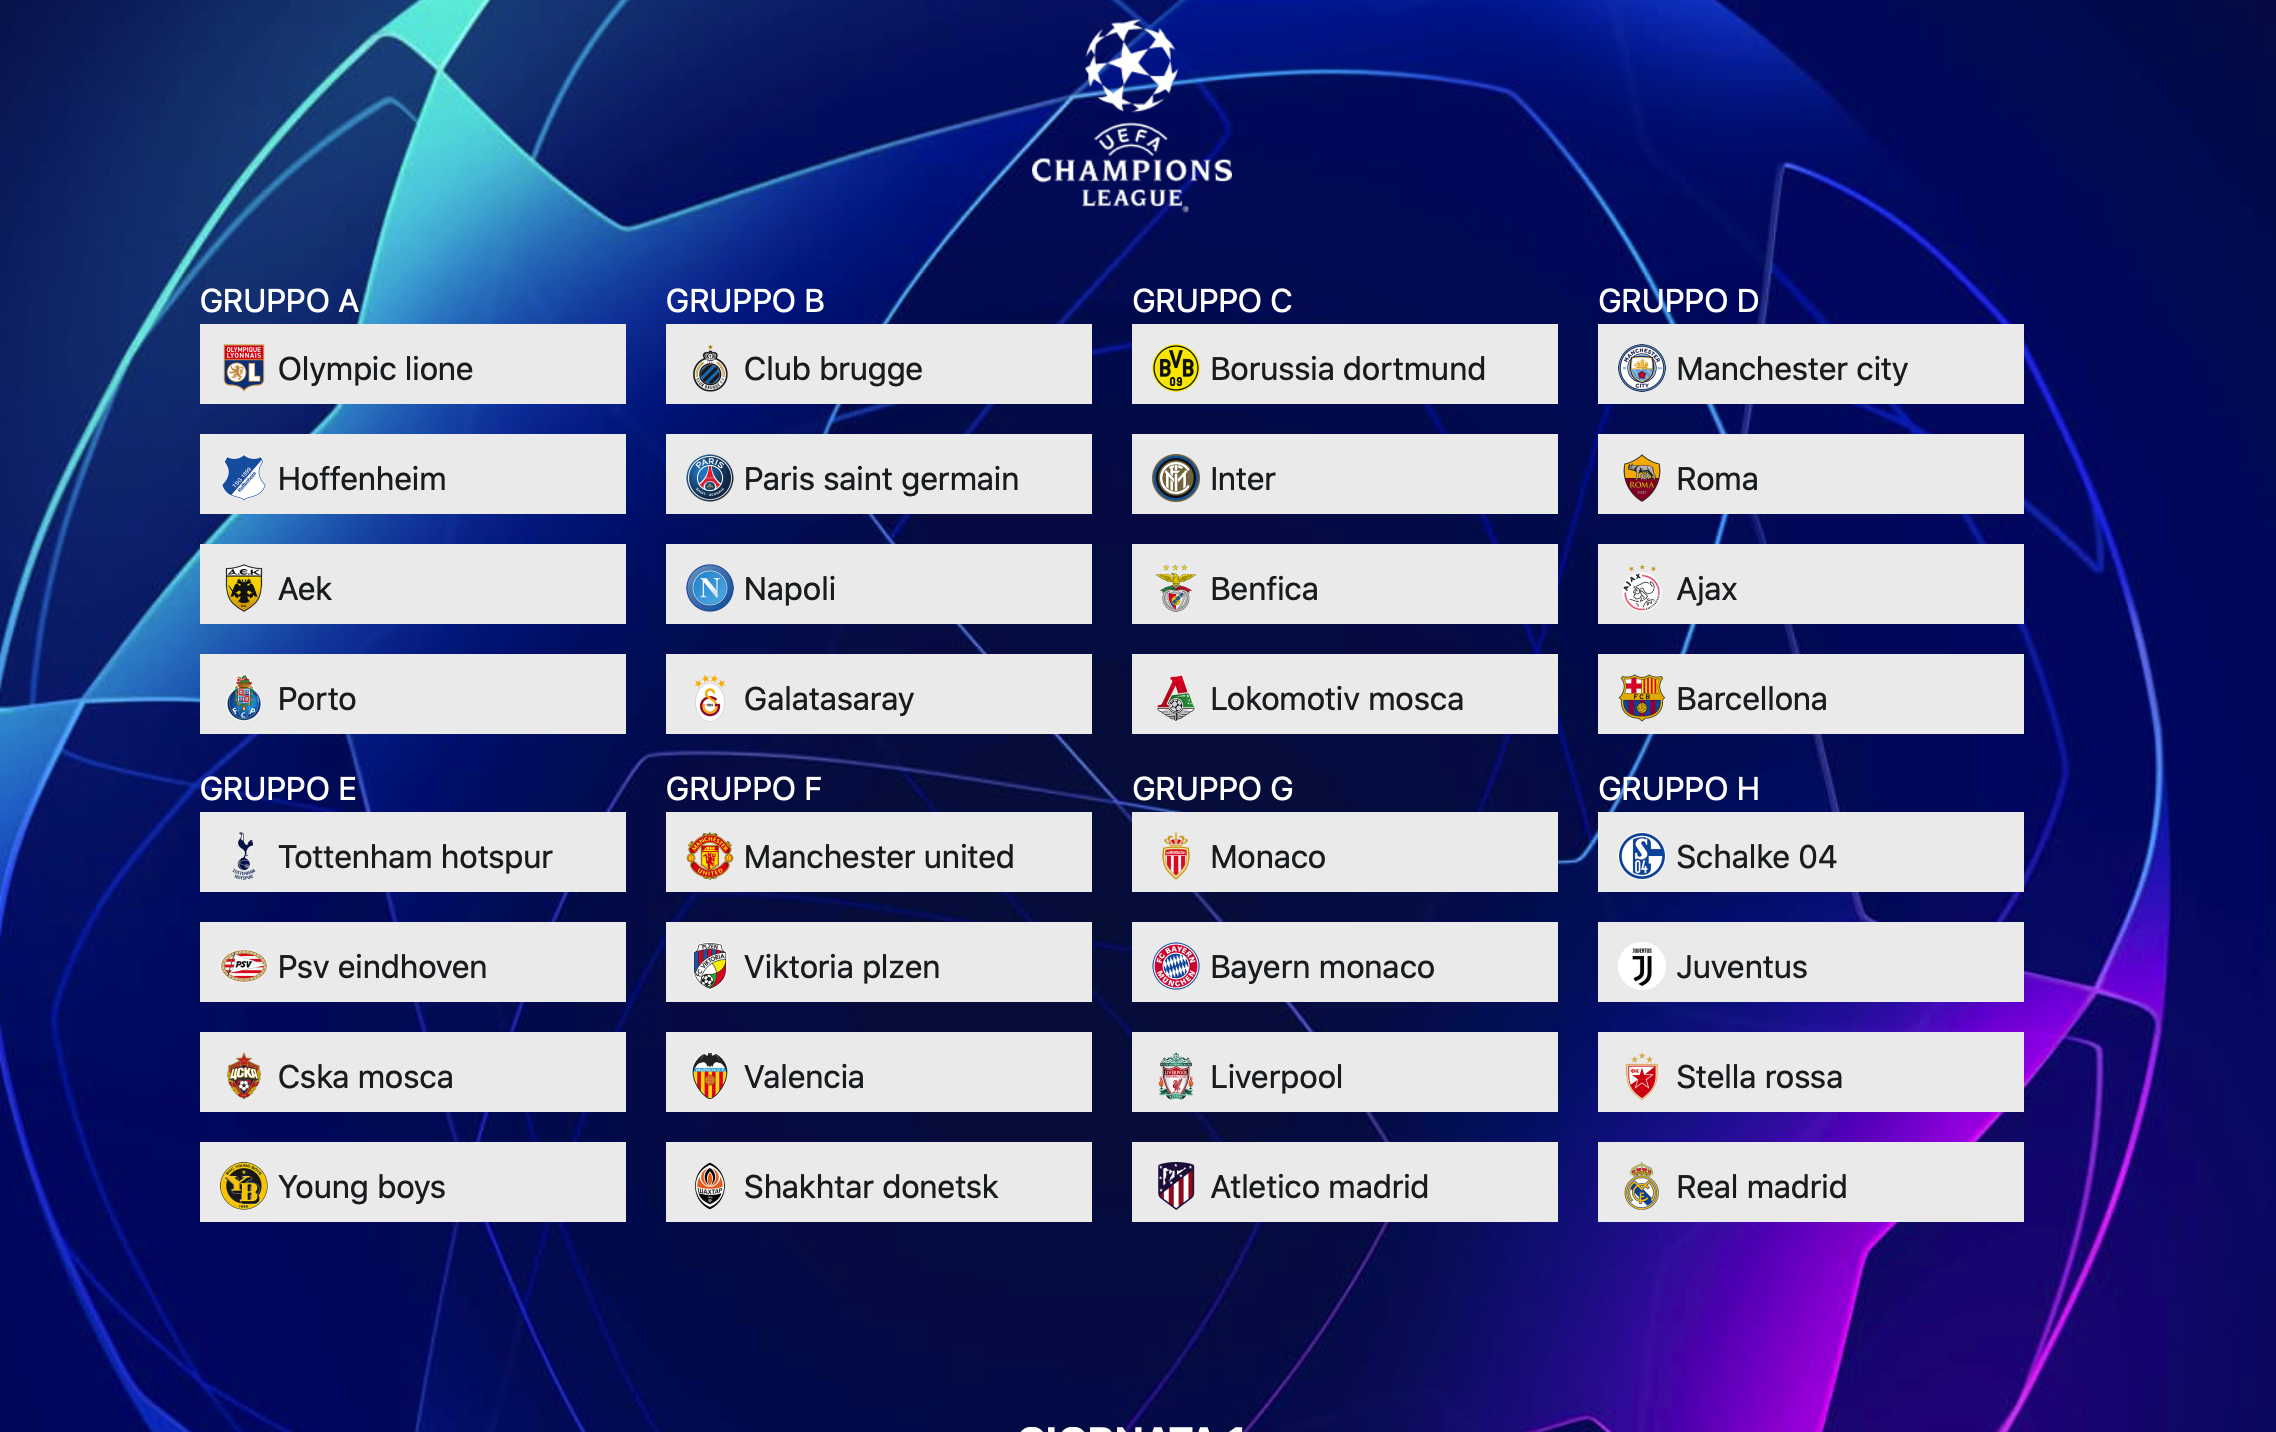 UEFA
CHAMPIONS
LEAGUE
GRUPPO A
Olympic lione
Hoffenheim
Aek
Porto
GRUPPO B
Club brugge
Paris saint germain
Napoli
Galatasaray
GRUPPO C
Borussia dortmund
Inter
Benfica
Lokomotiv mosca
GRUPPO D
Manchester city
Roma
Ajax
Barcellona
GRUPPO E
Tottenham hotspur
Psv eindhoven
Cska mosca
Young boys
GRUPPO F
Manchester united
Viktoria plzen
Valencia
Shakhtar donetsk
GRUPPO G
Monaco
Bayern monaco
Liverpool
Atletico madrid
GRUPPO H
Schalke 04
Juventus
Stella rossa
Real madrid
GIORNATA 1